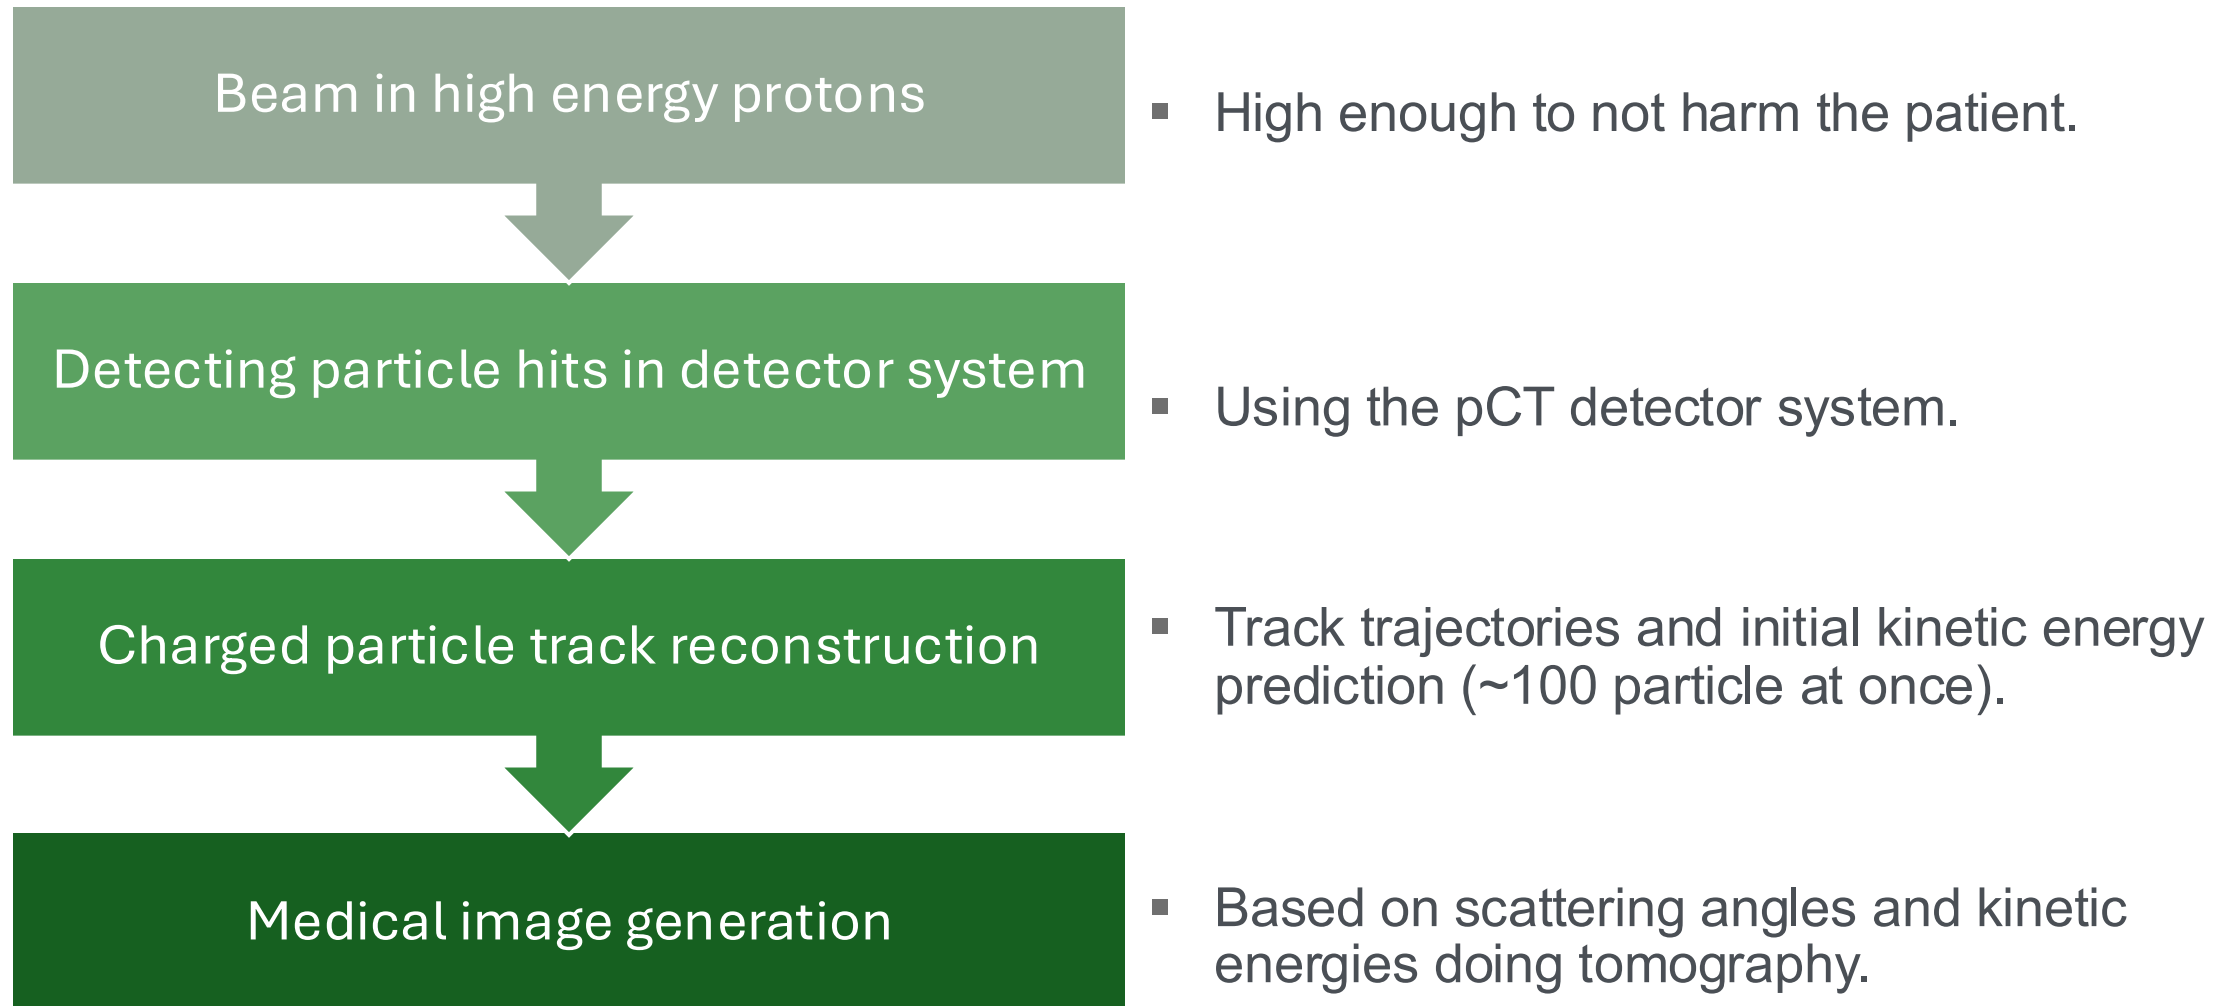 Beam in high energy protons
▪ High enough to not harm the patient.
Detecting particle hits in detector system
▪ Using the pCT detector system.
Charged particle track reconstruction
▪ Track trajectories and initial kinetic energy
prediction (~100 particle at once).
Medical image generation
▪ Based on scattering angles and kinetic
energies doing tomography.